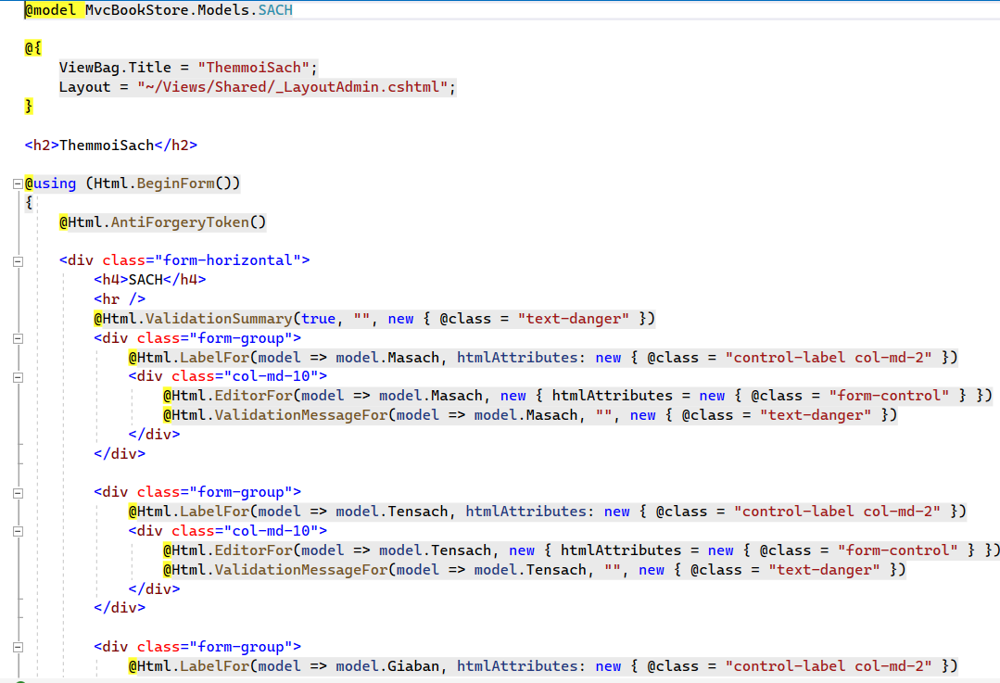 @model MvcBookStore.Models.SACH
@{
ViewBag.Title = "ThemmoiSach";
Layout = "~/Views/Shared/_LayoutAdmin.cshtml";
}
<h2>ThemmoiSach</h2>
@using (Html.BeginForm())
{
@Html.AntiForgeryToken()
<div class="form-horizontal">
<h4>SACH</h4>
<hr />
@Html.ValidationSummary(true, "", new { @class = "text-danger" })
<div class="form-group">
@Html.LabelFor(model => model.Masach, htmlAttributes: new { @class = "control-label col-md-2" })
<div class="col-md-10">
@Html.EditorFor(model => model.Masach, new { htmlAttributes = new { @class = "form-control" } })
@Html.ValidationMessageFor(model => model.Masach, "", new { @class = "text-danger" })
</div>
</div>
<div class="form-group">
@Html.LabelFor(model => model.Tensach, htmlAttributes: new { @class = "control-label col-md-2" })
<div class="col-md-10">
@Html.EditorFor(model => model.Tensach, new { htmlAttributes = new { @class = "form-control" } })
@Html.ValidationMessageFor(model => model.Tensach, "", new { @class = "text-danger" })
</div>
</div>
<div class="form-group">
@Html.LabelFor(model => model.Giaban, htmlAttributes: new { @class = "control-label col-md-2" })